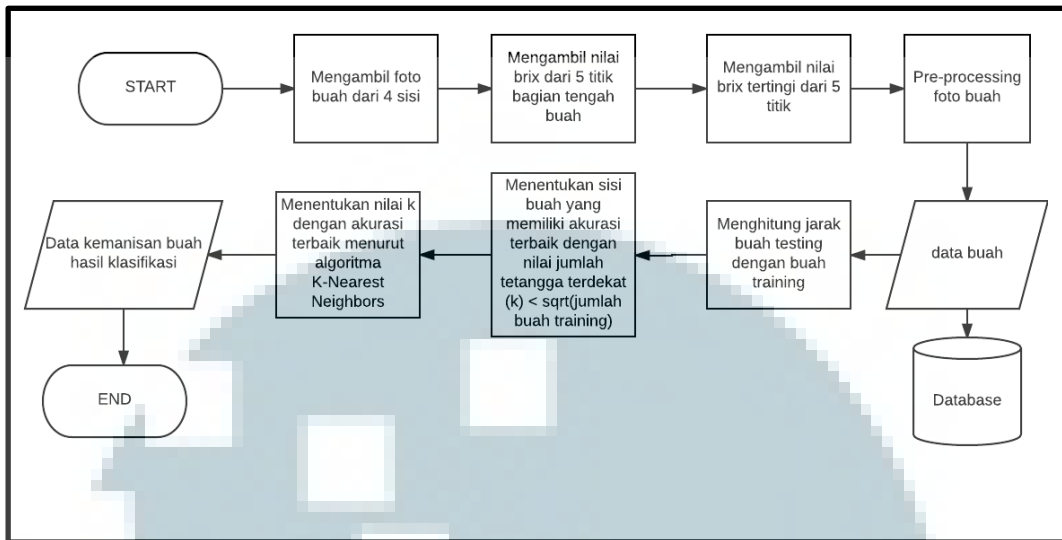 START
Mengambil foto
buah dari 4 sisi
Mengambil nilai
brix dari 5 titik
bagian tengah
buah
Mengambil nilai
brix tertingi dari 5
titik
Pre-processing
foto buah
data buah
Database
Menghitung jarak
buah testing
dengan buah
training
Menentukan sisi
buah yang
memiliki akurasi
terbaik dengan
nilai jumlah
tetangga terdekat
(k) < sqrt(jumlah
buah training)
Menentukan nilai k
dengan akurasi
terbaik menurut
algoritma
K-Nearest
Neighbors
Data kemanisan buah
hasil klasifikasi
END